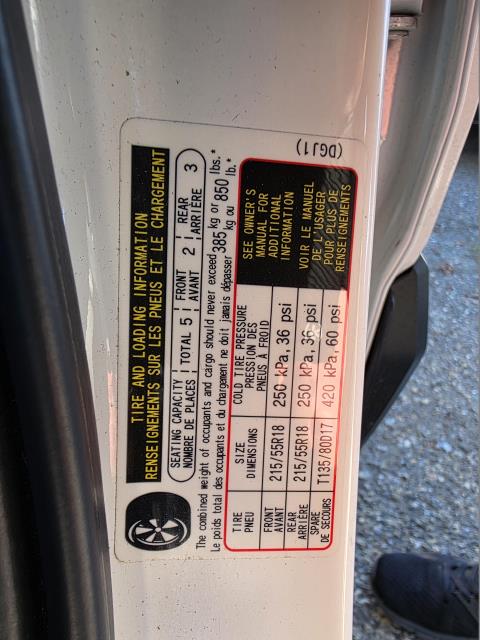 TIRE AND LOADING INFORMATION
RENSEIGNEMENTS SUR LES PNEUS ET LE CHARGEMENT
SEATING CAPACITY TOTAL 5 FRONT 2 REAR 3
NOMBRE DE PLACES AVANT ARRIÈRE
The combined weight of occupants and cargo should never exceed 385 kg or 850 lbs.*
Le poids total des occupants et du chargement ne doit jamais dépasser kg ou lb.*
TIRE SIZE COLD TIRE PRESSURE
PNEU DIMENSIONS PRESSION DES PNEUS À FROID
FRONT
AVANT 215/55R18 250 kPa, 36 psi
REAR
ARRIÈRE 215/55R18 250 kPa, 36 psi
SPARE
DE SECOURS T135/80D17 420 kPa, 60 psi
SEE OWNER'S
MANUAL FOR
ADDITIONAL
INFORMATION
VOIR LE MANUEL
DE L'USAGER
POUR PLUS DE
RENSEIGNEMENTS
(DGJ1)